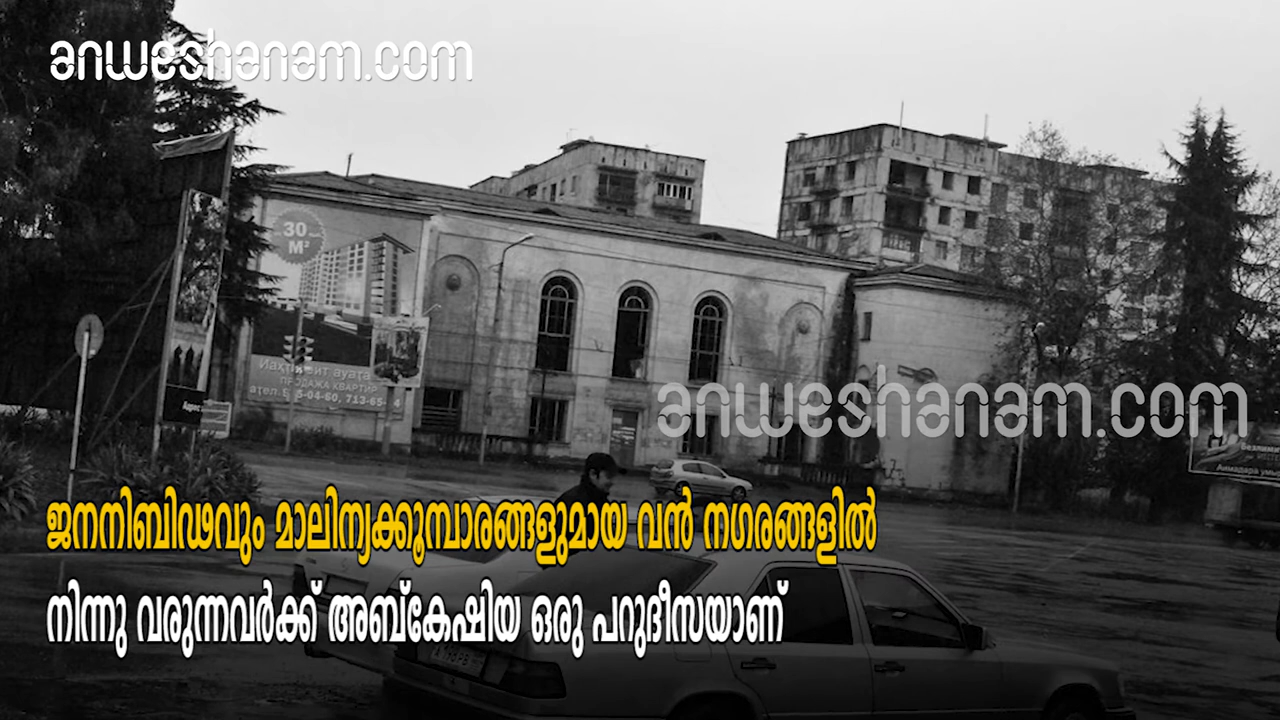 anweshanam.com
30
М²
ПРОДАЖА КВАРТИР
anweshanam.com
ജനനിബിഢവും മാലിന്യക്കൂമ്പാരങ്ങളുമായ വൻ നഗരങ്ങളിൽ
നിന്നു വരുന്നവർക്ക് അബ്കേഷിയ ഒരു പറുദീസയാണ്